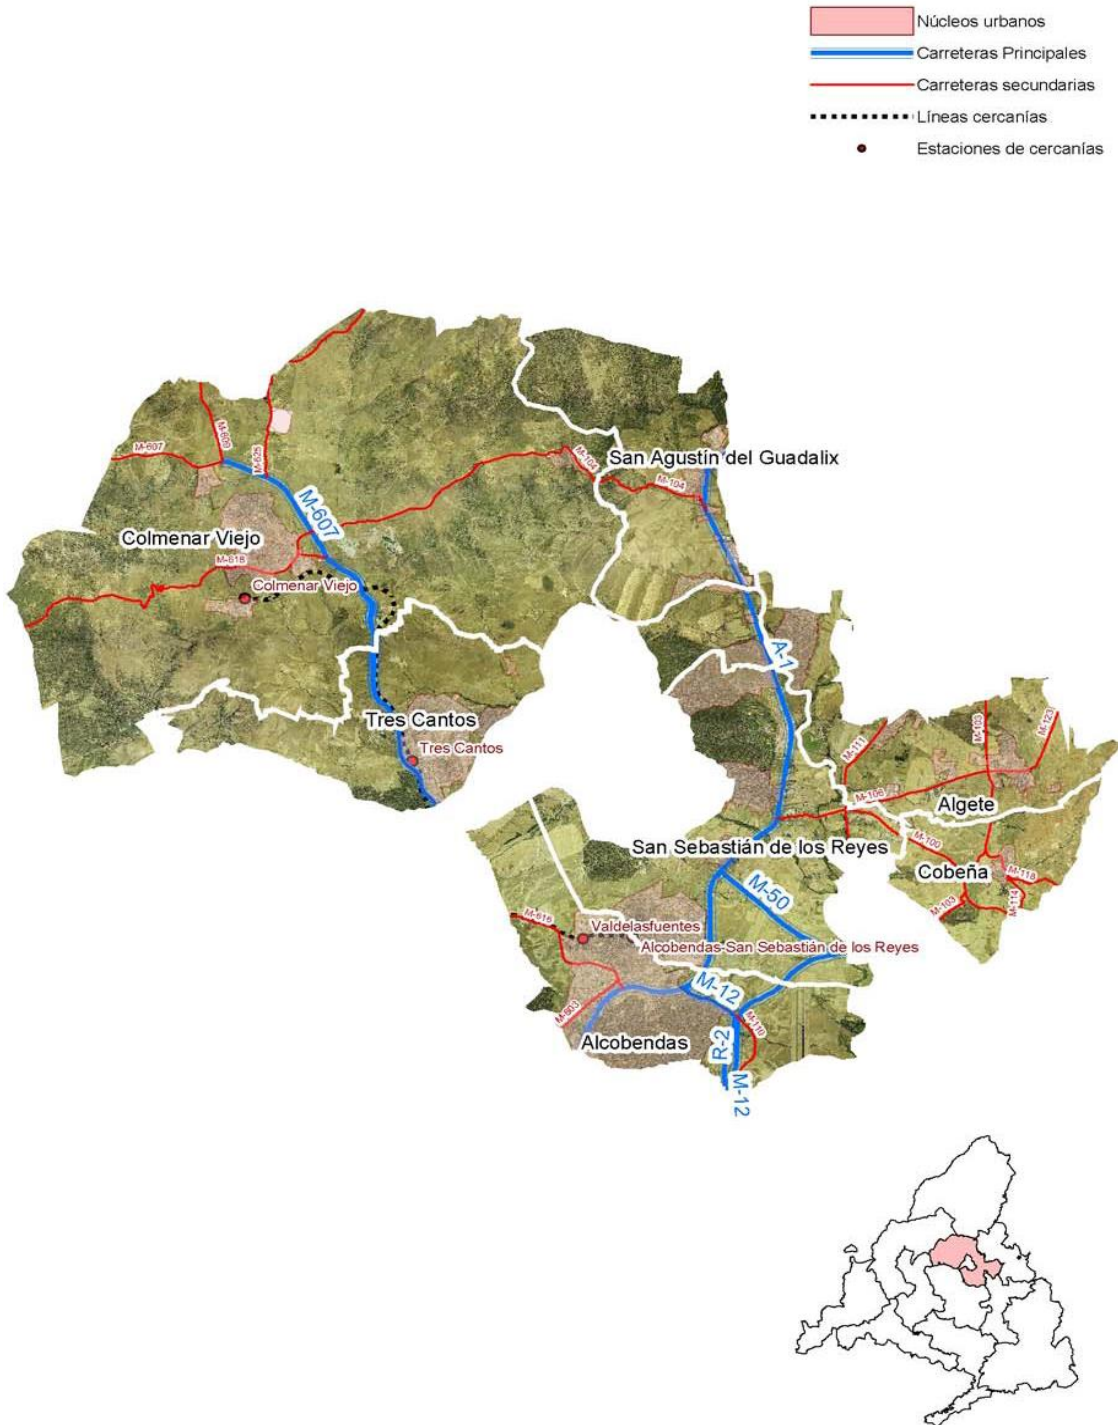 Núcleos urbanos
Carreteras Principales
Carreteras secundarias
Líneas cercanías
Estaciones de cercanías
M-607
M-609
M-625
M-104
San Agustín del Guadalix
M-104
M-607
Colmenar Viejo
M-618
Colmenar Viejo
A-1
Tres Cantos
Tres Cantos
M-111
M-103
M-123
M-106
Algete
M-100
San Sebastián de los Reyes
Cobeña
M-118
M-114
M-103
M-50
M-616
Valdelasfuentes
Alcobendas-San Sebastián de los Reyes
M-12
M-603
M-110
Alcobendas
R-2
M-12